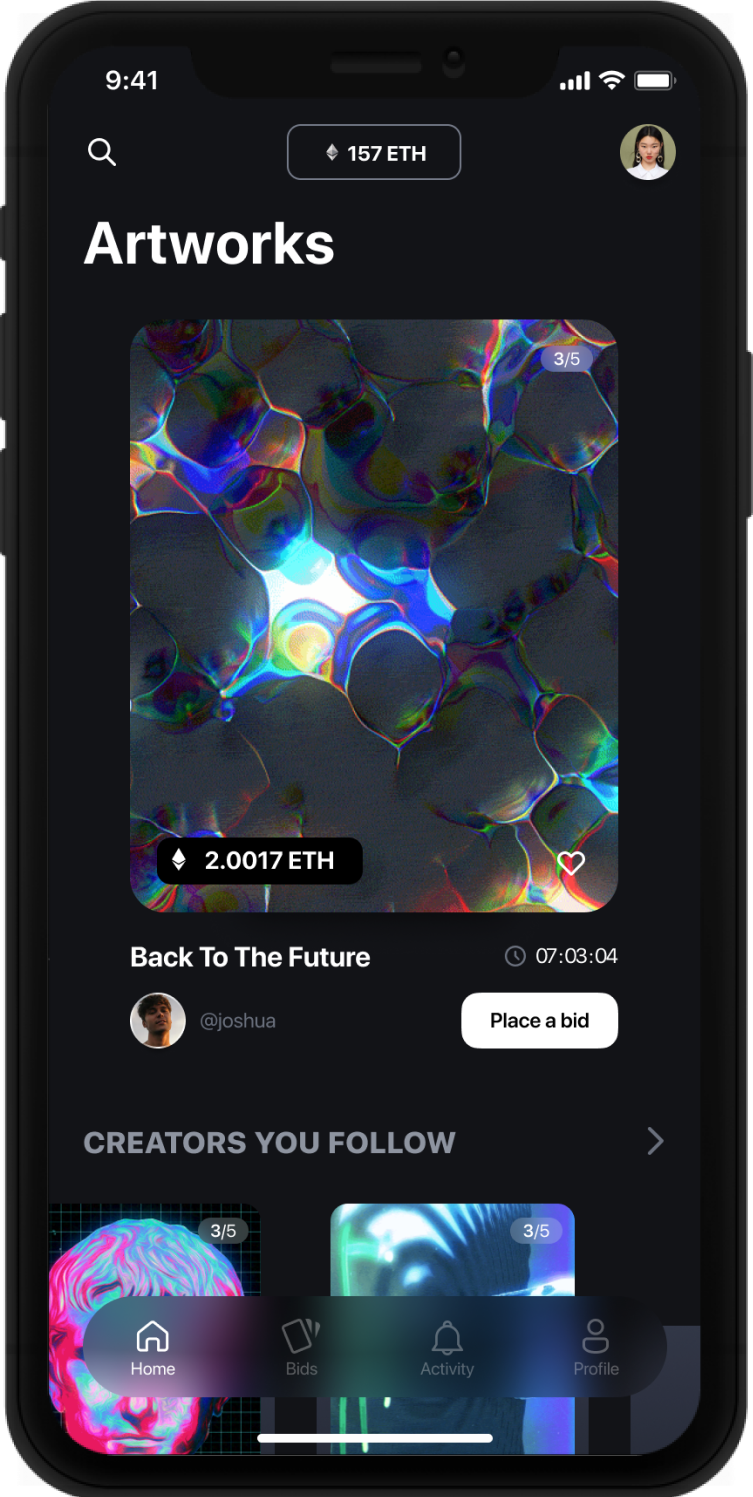 9:41
157 ETH
Artworks
3/5
2.0017 ETH
Back To The Future
07:03:04
@joshua
Place a bid
CREATORS YOU FOLLOW
3/5
3/5
Home
Bids
Activity
Profile